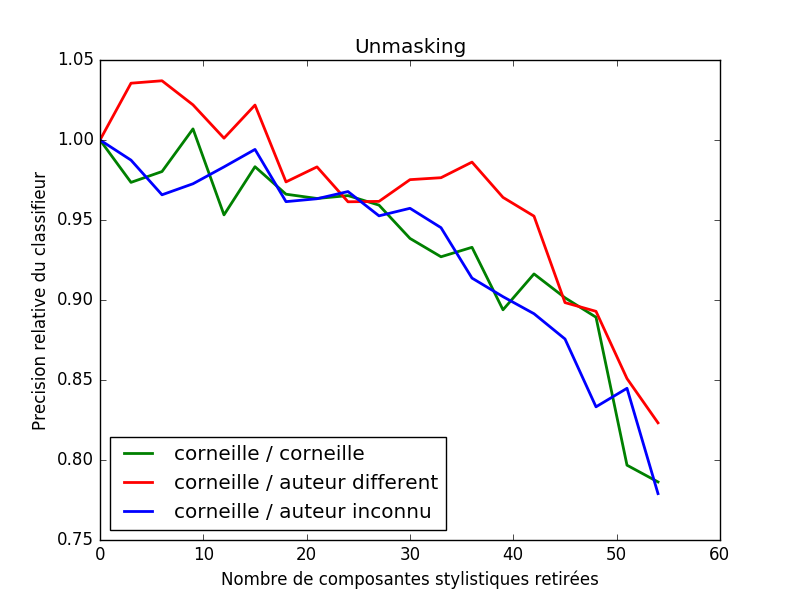 Unmasking
1.05
1.00
0.95
0.90
0.85
0.80
0.75
Precision relative du classifieur
corneille / corneille
corneille / auteur different
corneille / auteur inconnu
0 10 20 30 40 50 60
Nombre de composantes stylistiques retirées